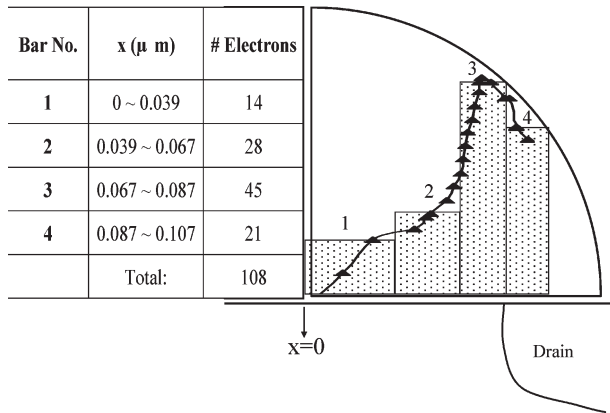 Bar No. x (μ m) # Electrons
1 0 ~ 0.039 14
2 0.039 ~ 0.067 28
3 0.067 ~ 0.087 45
4 0.087 ~ 0.107 21
Total: 108
3
4
2
1
x=0
Drain